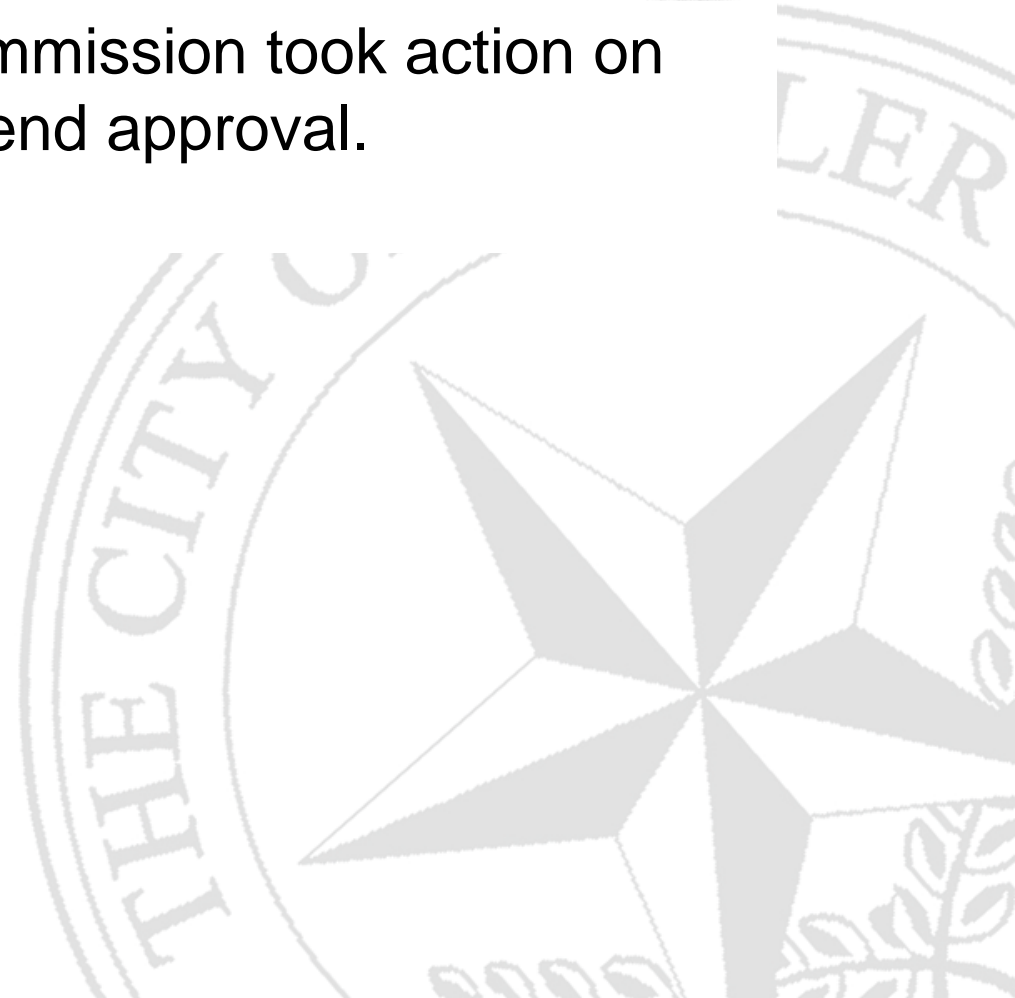 mmission took action on
end approval.
THE CITY O
LER